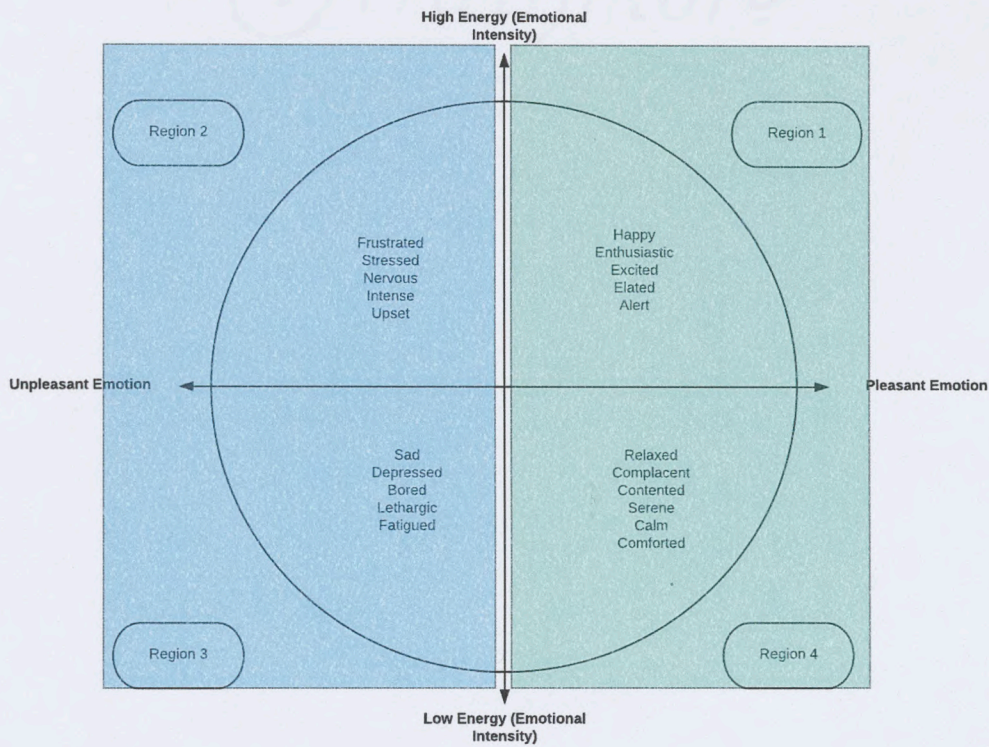 High Energy (Emotional
Intensity)
Region 2
Region 1
Frustrated
Stressed
Nervous
Intense
Upset
Happy
Enthusiastic
Excited
Elated
Alert
Unpleasant Emotion
Pleasant Emotion
Sad
Depressed
Bored
Lethargic
Fatigued
Relaxed
Complacent
Contented
Serene
Calm
Comforted
Region 3
Region 4
Low Energy (Emotional
Intensity)